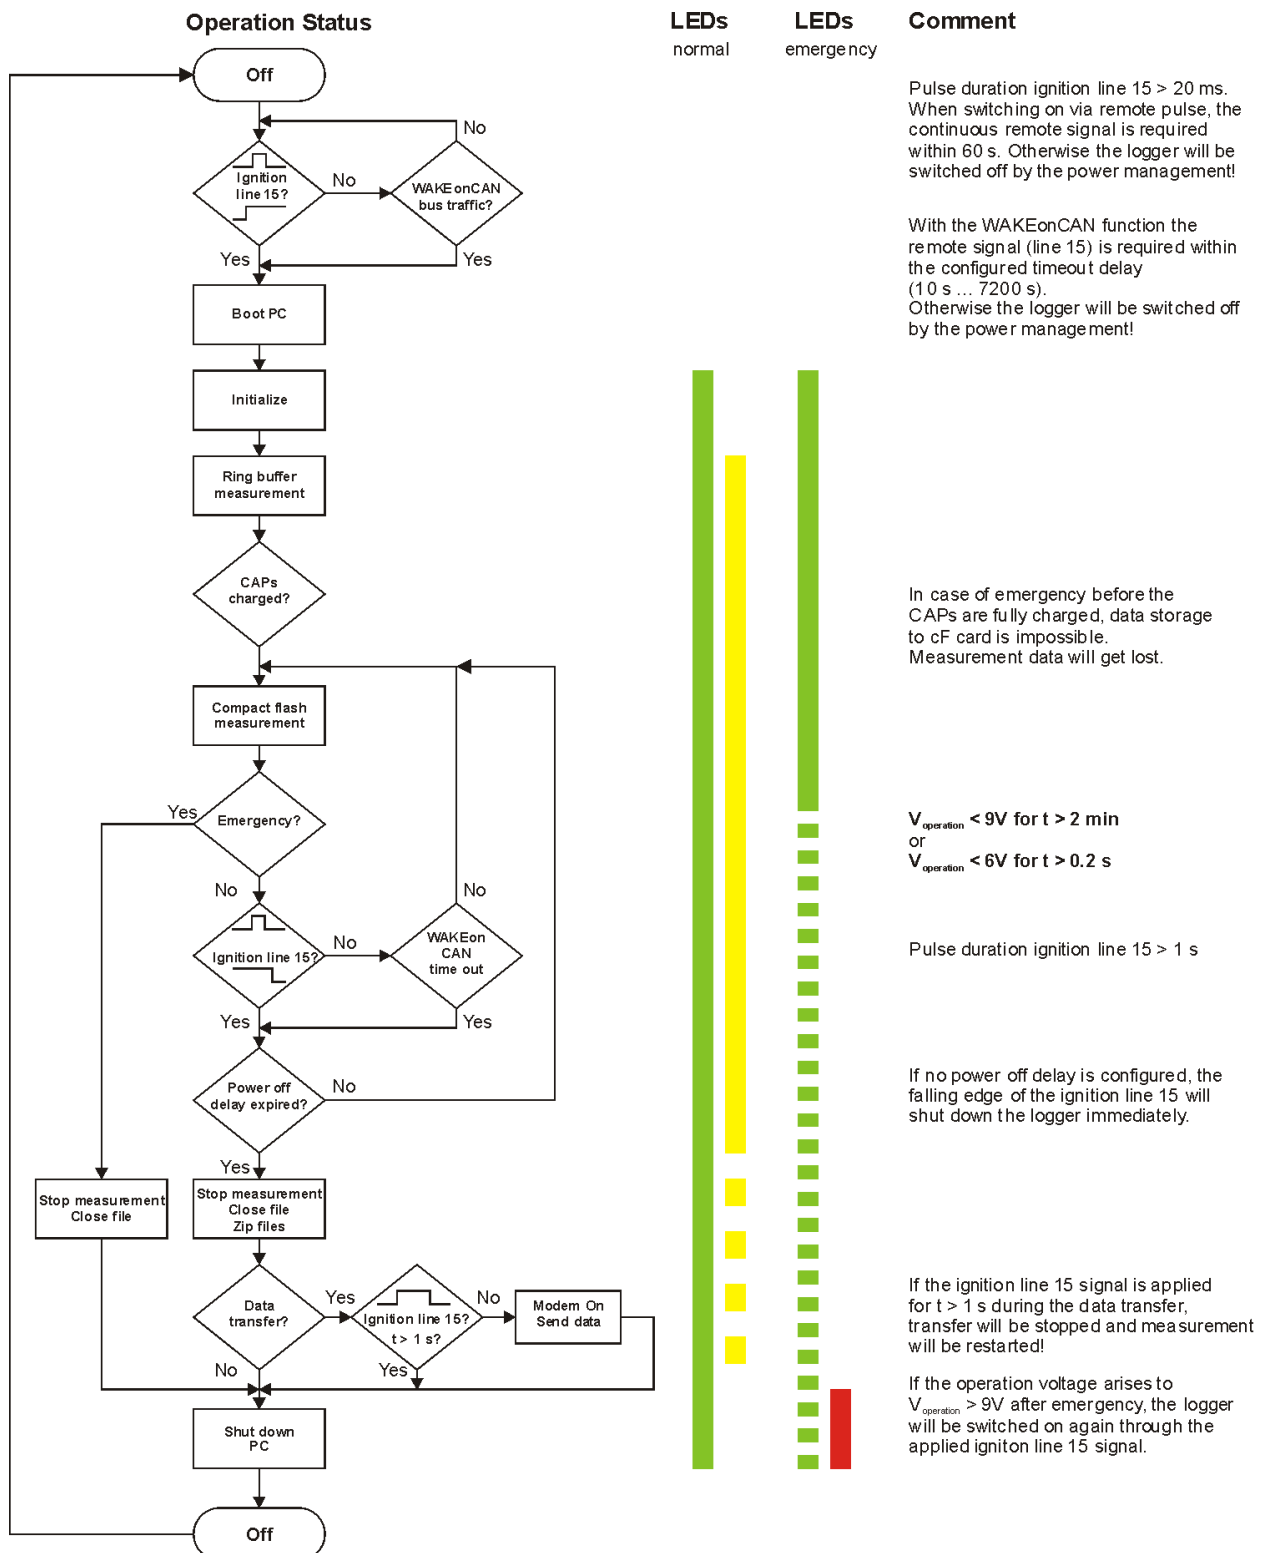 Operation Status
LEDs
normal
LEDs
emergency
Comment
Off
Pulse duration ignition line 15 > 20 ms.
When switching on via remote pulse, the
continuous remote signal is required
within 60 s. Otherwise the logger will be
switched off by the power management!
No
Ignition
line 15?
No
WAKEonCAN
bus traffic?
Yes
Yes
With the WAKEonCAN function the
remote signal (line 15) is required within
the configured timeout delay
(10 s ... 7200 s).
Otherwise the logger will be switched off
by the power management!
Boot PC
Initialize
Ring buffer
measurement
CAPs
charged?
In case of emergency before the
CAPs are fully charged, data storage
to cF card is impossible.
Measurement data will get lost.
Compact flash
measurement
Yes
Emergency?
No
No
Voperation < 9V for t > 2 min
or
Voperation < 6V for t > 0.2 s
Ignition line 15?
No
WAKEon
CAN
time out
Yes
Yes
Pulse duration ignition line 15 > 1 s
Power off
delay expired?
No
Yes
If no power off delay is configured, the
falling edge of the ignition line 15 will
shut down the logger immediately.
Stop measurement
Close file
Stop measurement
Close file
Zip files
Data
transfer?
Yes
Ignition line 15?
t > 1 s?
No
Modem On
Send data
No
Yes
If the ignition line 15 signal is applied
for t > 1 s during the data transfer,
transfer will be stopped and measurement
will be restarted!
Shut down
PC
If the operation voltage arises to
Voperation > 9V after emergency, the logger
will be switched on again through the
applied igniton line 15 signal.
Off